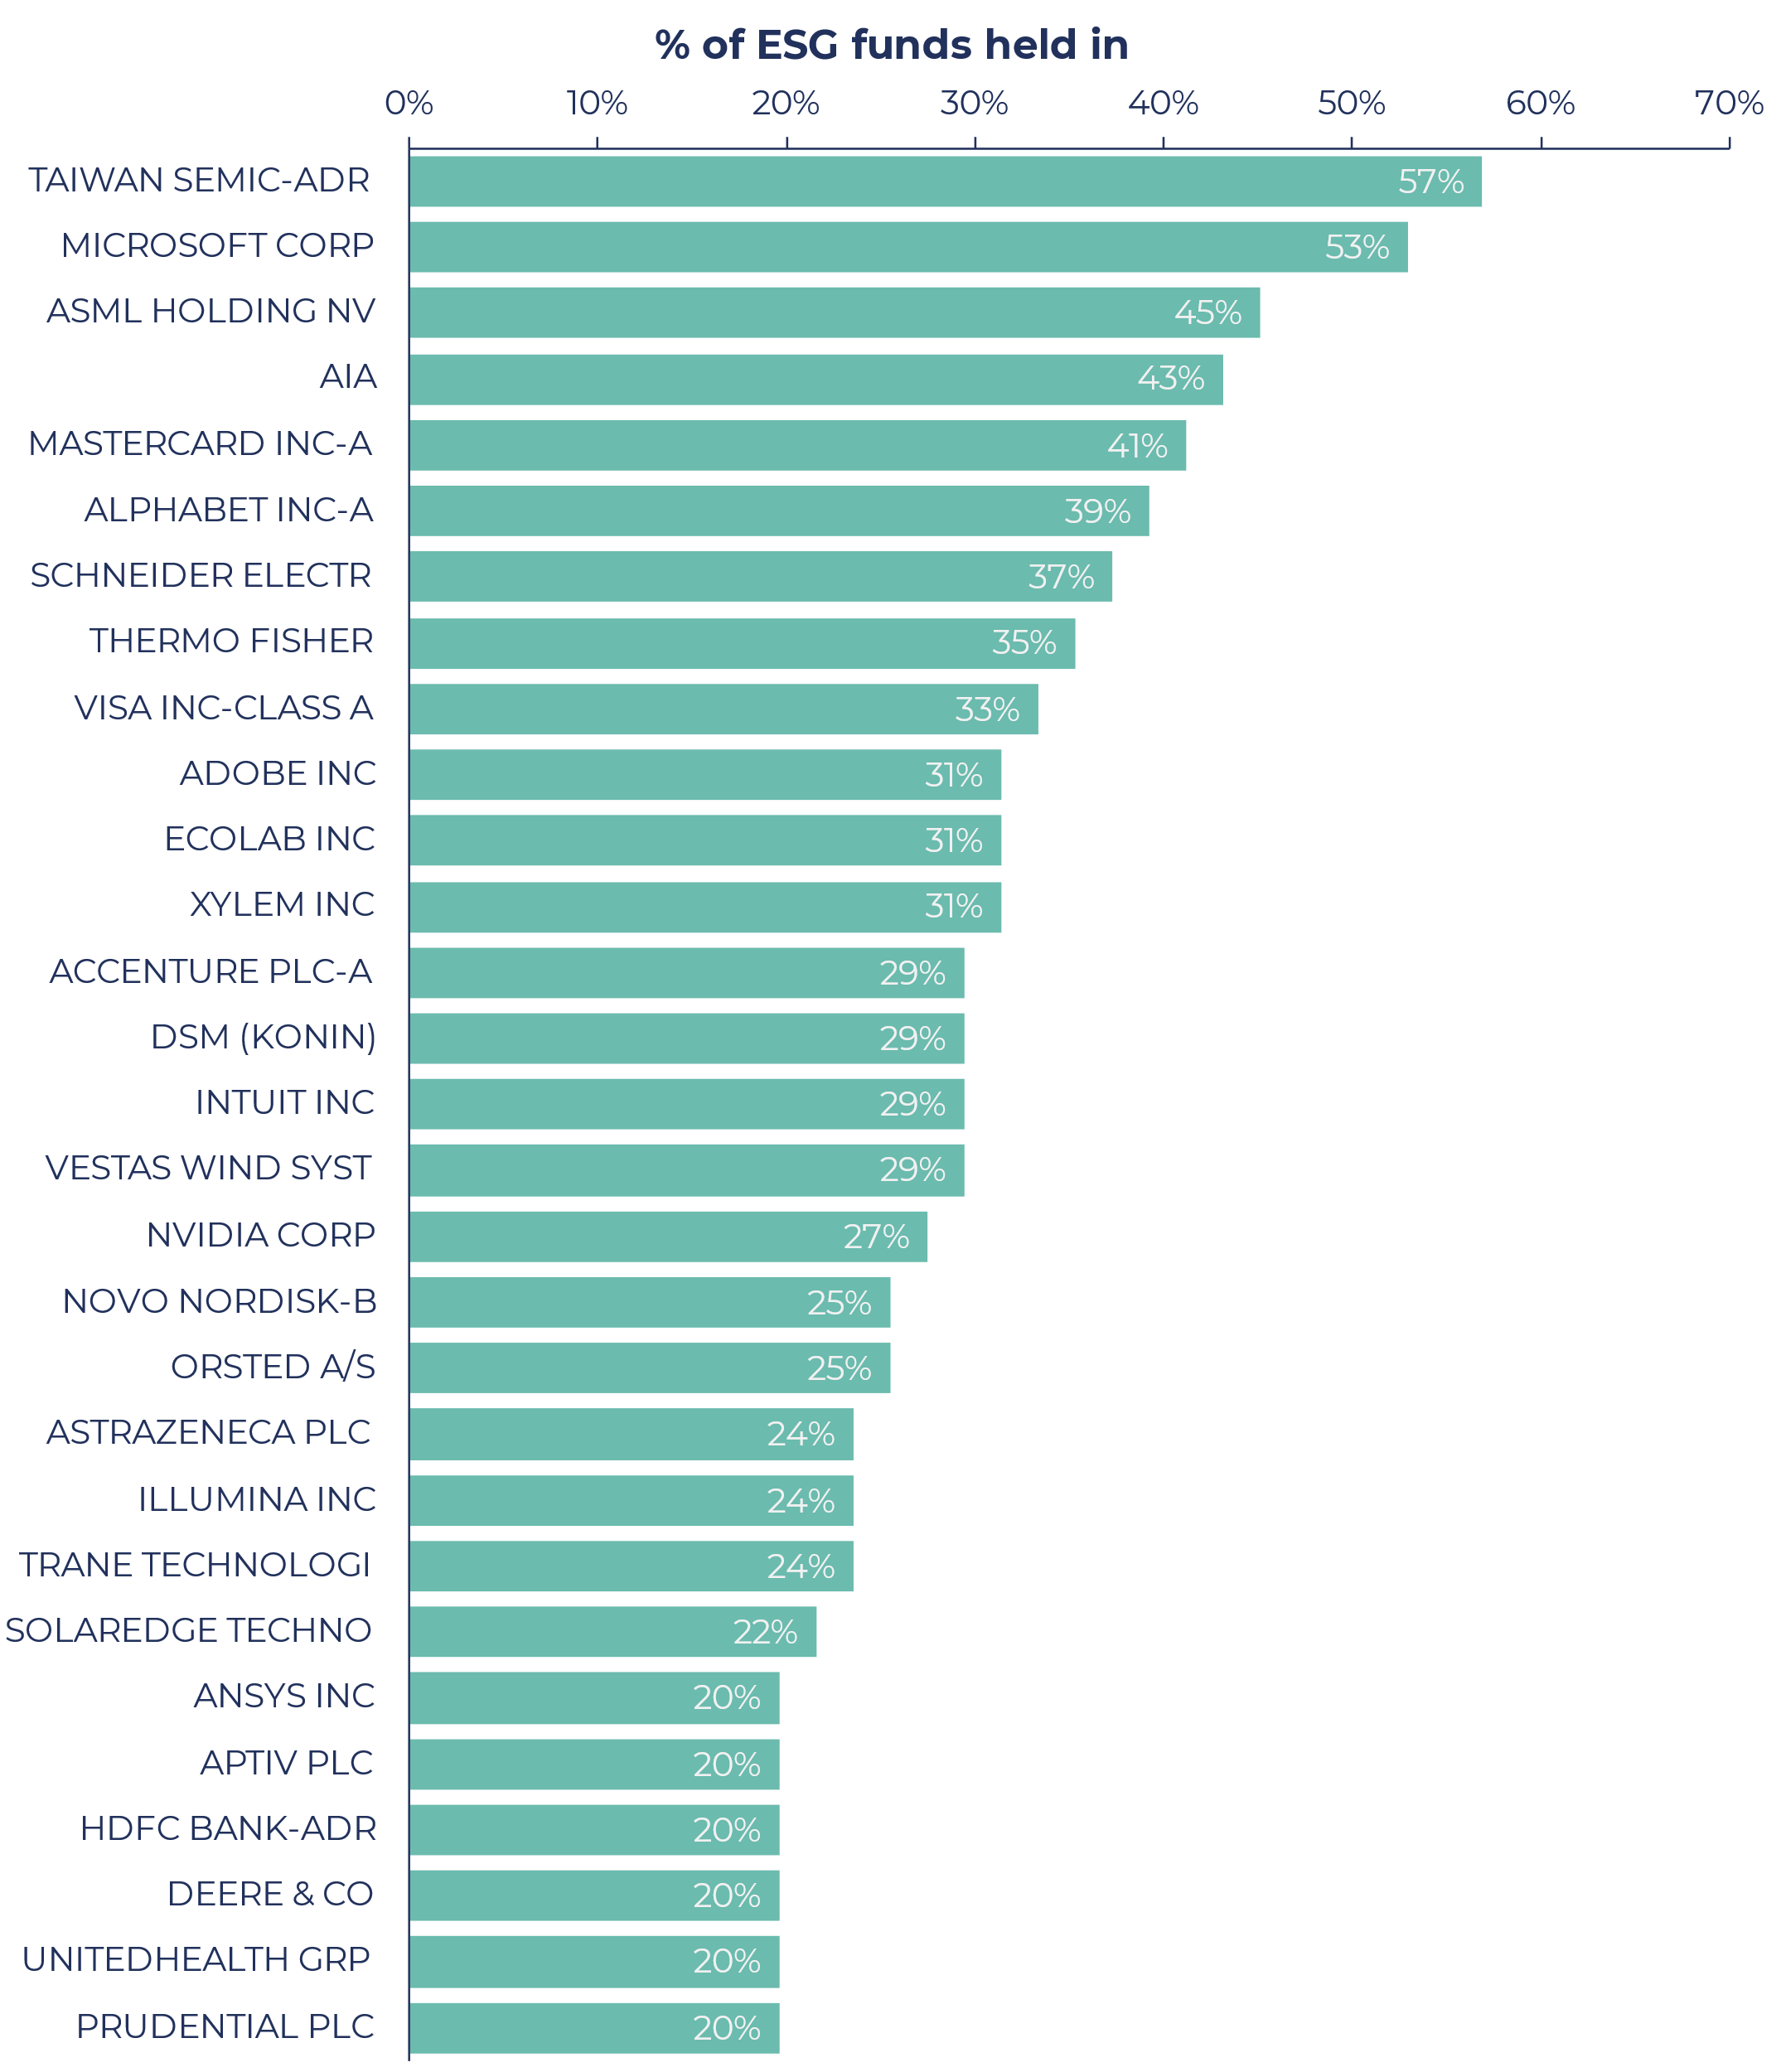 % of ESG funds held in
0% 10% 20% 30% 40% 50% 60% 70%
TAIWAN SEMIC-ADR 57%
MICROSOFT CORP 53%
ASML HOLDING NV 45%
AIA 43%
MASTERCARD INC-A 41%
ALPHABET INC-A 39%
SCHNEIDER ELECTR 37%
THERMO FISHER 35%
VISA INC-CLASS A 33%
ADOBE INC 31%
ECOLAB INC 31%
XYLEM INC 31%
ACCENTURE PLC-A 29%
DSM (KONIN) 29%
INTUIT INC 29%
VESTAS WIND SYST 29%
NVIDIA CORP 27%
NOVO NORDISK-B 25%
ORSTED A/S 25%
ASTRAZENECA PLC 24%
ILLUMINA INC 24%
TRANE TECHNOLOGI 24%
SOLAREDGE TECHNO 22%
ANSYS INC 20%
APTIV PLC 20%
HDFC BANK-ADR 20%
DEERE & CO 20%
UNITEDHEALTH GRP 20%
PRUDENTIAL PLC 20%